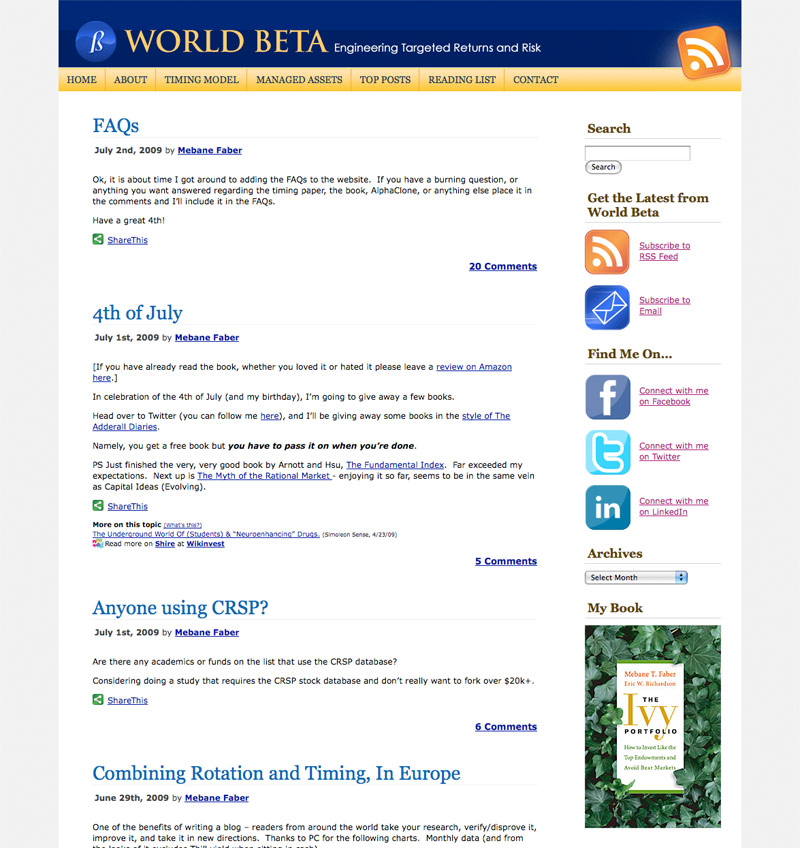 ß WORLD BETA Engineering Targeted Returns and Risk
HOME ABOUT TIMING MODEL MANAGED ASSETS TOP POSTS READING LIST CONTACT
FAQs
July 2nd, 2009 by Mebane Faber
Ok, it is about time I got around to adding the FAQs to the website. If you have a burning question, or
anything you want answered regarding the timing paper, the book, AlphaClone, or anything else place it in
the comments and I'll include it in the FAQs.
Have a great 4th!
ShareThis
20 Comments
4th of July
July 1st, 2009 by Mebane Faber
[If you have already read the book, whether you loved it or hated it please leave a review on Amazon
here.]
In celebration of the 4th of July (and my birthday), I'm going to give away a few books.
Head over to Twitter (you can follow me here), and I'll be giving away some books in the style of The
Adderall Diaries.
Namely, you get a free book but you have to pass it on when you're done.
PS Just finished the very, very good book by Arnott and Hsu, The Fundamental Index. Far exceeded my
expectations. Next up is The Myth of the Rational Market - enjoying it so far, seems to be in the same vein
as Capital Ideas (Evolving).
ShareThis
More on this topic (What's this?)
The Underground World Of (Students) & "Neuroenhancing" Drugs. (Simoleon Sense, 4/23/09)
Read more on Shire at Wikinvest
5 Comments
Anyone using CRSP?
July 1st, 2009 by Mebane Faber
Are there any academics or funds on the list that use the CRSP database?
Considering doing a study that requires the CRSP stock database and don't really want to fork over $20k+.
ShareThis
6 Comments
Combining Rotation and Timing, In Europe
June 29th, 2009 by Mebane Faber
One of the benefits of writing a blog – readers from around the world take your research, verify/disprove it,
improve it, and take it in new directions. Thanks to PC for the following charts. Monthly data (and from
Search
Search
Get the Latest from
World Beta
Subscribe to
RSS Feed
Subscribe to
Email
Find Me On...
f
Connect with me
on Facebook
t
Connect with me
on Twitter
in
Connect with me
on LinkedIn
Archives
Select Month
My Book
Mebane T. Faber
Eric W. Richardson
THE
Ivy
PORTFOLIO
How to Invest Like the
Top Endowments and
Avoid Bear Markets